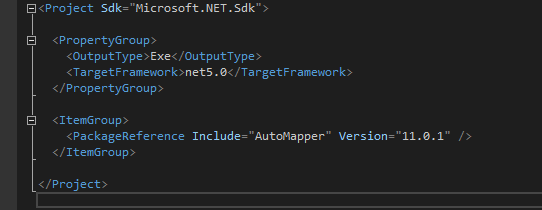 <Project Sdk="Microsoft.NET.Sdk">
<PropertyGroup>
<OutputType>Exe</OutputType>
<TargetFramework>net5.0</TargetFramework>
</PropertyGroup>
<ItemGroup>
<PackageReference Include="AutoMapper" Version="11.0.1" />
</ItemGroup>
</Project>